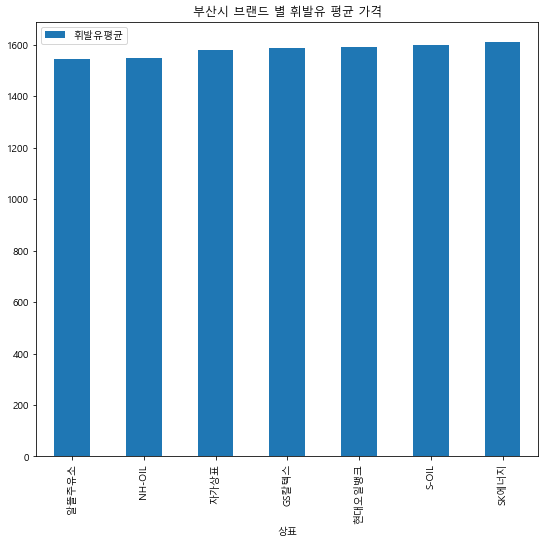 부산시 브랜드 별 휘발유 평균 가격
휘발유평균
1600
1400
1200
1000
800
600
400
200
0
알뜰주유소
NH-OIL
자가상표
GS칼텍스
현대오일뱅크
S-OIL
SK에너지
상표